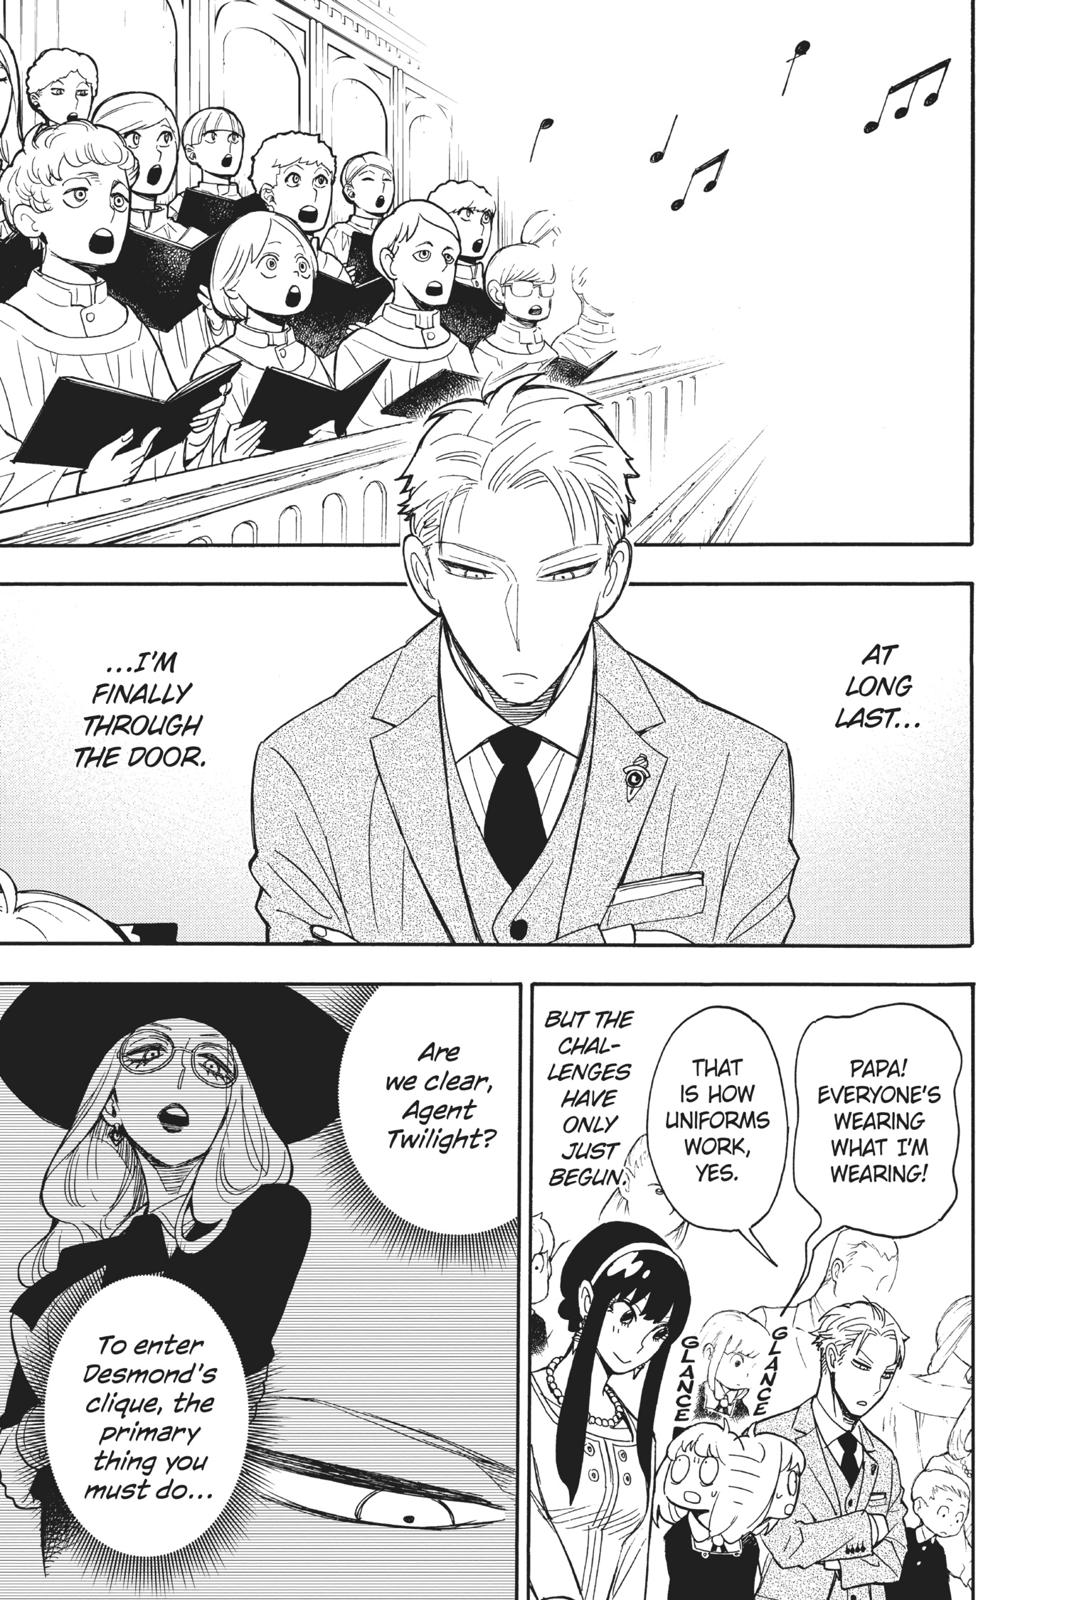 AT
LONG
LAST...
...I'M
FINALLY
THROUGH
THE DOOR.
PAPA!
EVERYONE'S
WEARING
WHAT I'M
WEARING!
THAT
IS HOW
UNIFORMS
WORK,
YES.
GLANCE
GLANCE
BUT THE
CHAL-
LENGES
HAVE
ONLY
JUST
BEGUN.
Are
we clear,
Agent
Twilight?
To enter
Desmond's
clique, the
primary
thing you
must do...